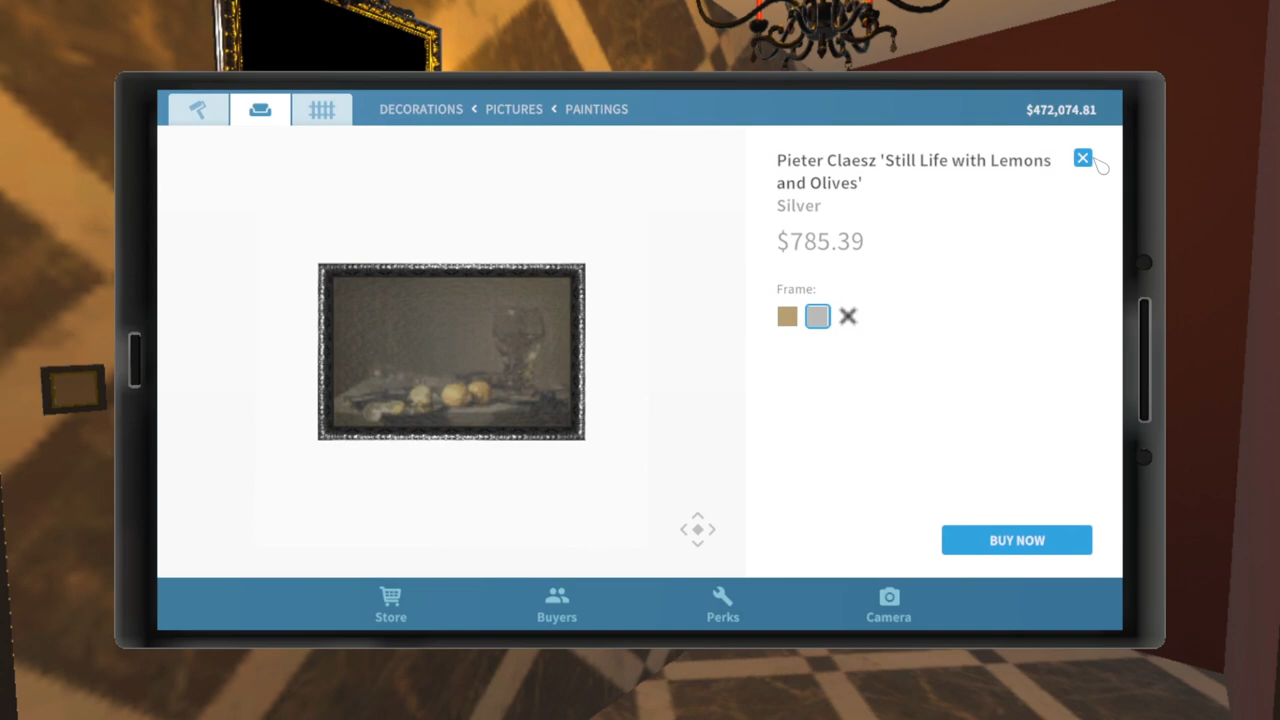 DECORATIONS < PICTURES < PAINTINGS
$472,074.81
Pieter Claesz 'Still Life with Lemons
and Olives'
Silver
$785.39
Frame:
BUY NOW
Store
Buyers
Perks
Camera